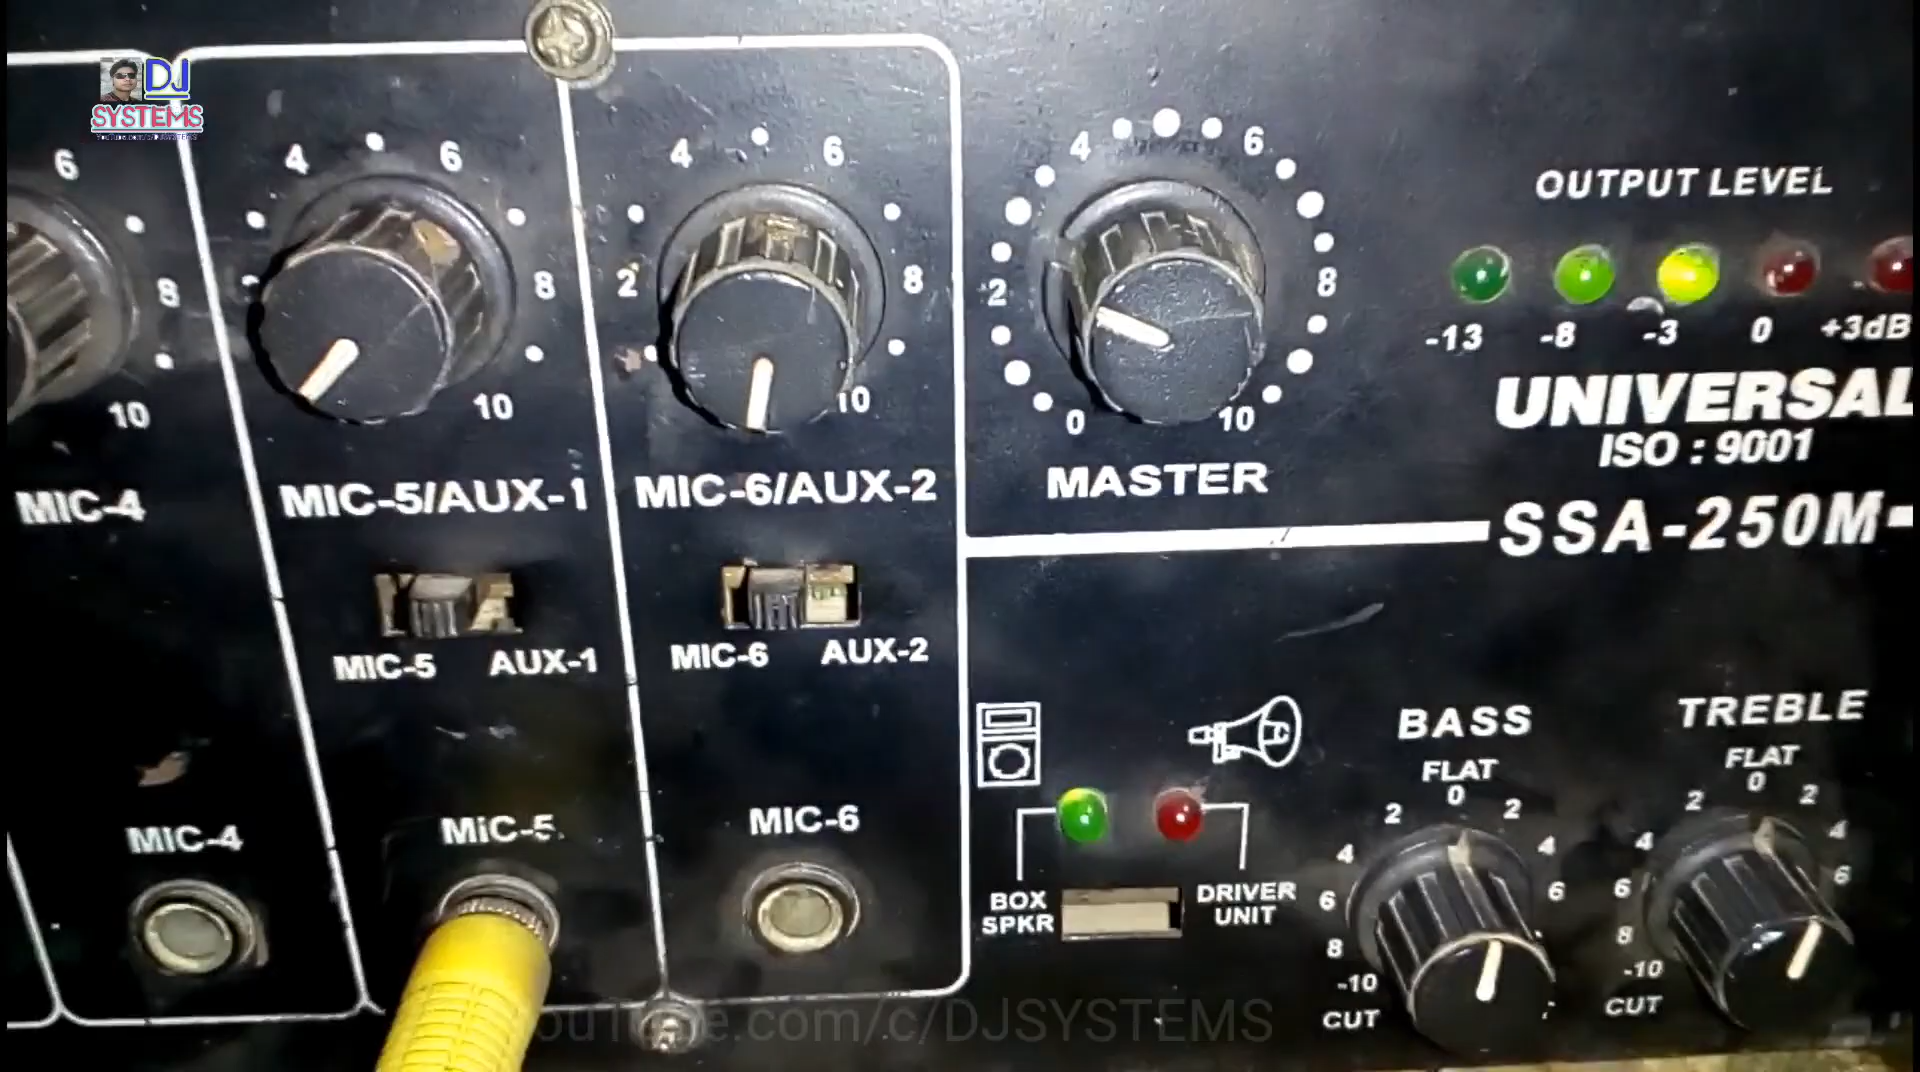 DJ
SYSTEMS
6
8
10
MIC-4
4
6
8
10
MIC-5/AUX-1
MIC-5
AUX-1
2
4
6
8
10
MIC-6/AUX-2
MIC-6
AUX-2
0
2
4
6
8
10
MASTER
OUTPUT LEVEL
-13 -8 -3 0 +3dB
UNIVERSAL
ISO : 9001
SSA-250M
MIC-4
MiC-5
MIC-6
BOX
SPKR
DRIVER
UNIT
BASS
FLAT
0
2 2
4 4
6 6
8
-10
CUT
TREBLE
FLAT
0
2 2
4 4
6 6
8
-10
CUT
YouTube.com/c/DJSYSTEMS